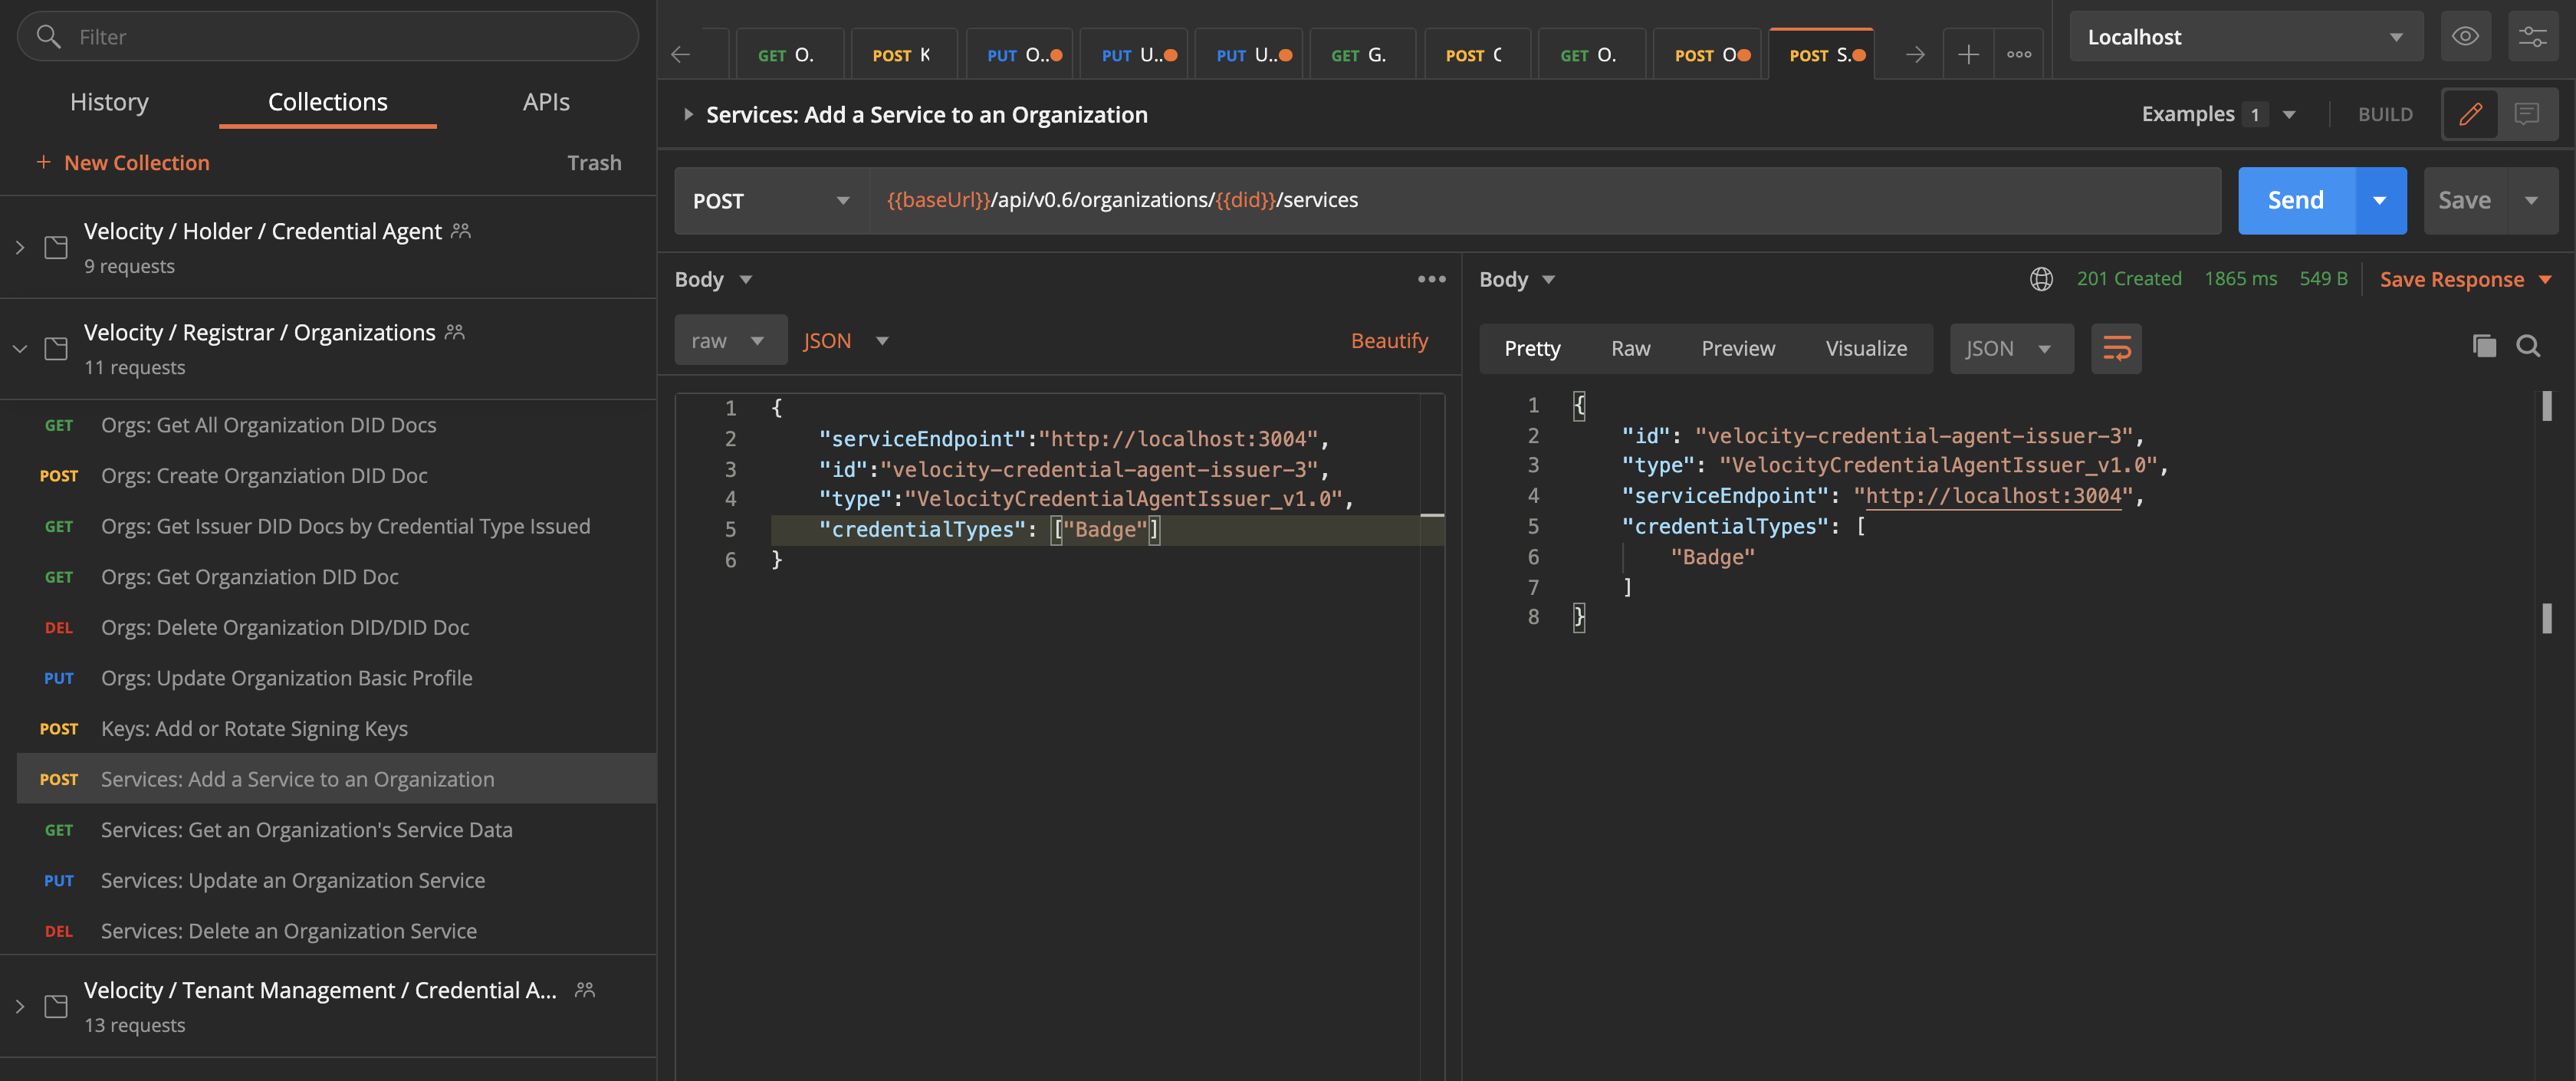 Filter
History Collections APIs
+ New Collection Trash
Velocity / Holder / Credential Agent
9 requests
Velocity / Registrar / Organizations
11 requests
GET Orgs: Get All Organization DID Docs
POST Orgs: Create Organziation DID Doc
GET Orgs: Get Issuer DID Docs by Credential Type Issued
GET Orgs: Get Organziation DID Doc
DEL Orgs: Delete Organization DID/DID Doc
PUT Orgs: Update Organization Basic Profile
POST Keys: Add or Rotate Signing Keys
POST Services: Add a Service to an Organization
GET Services: Get an Organization's Service Data
PUT Services: Update an Organization Service
DEL Services: Delete an Organization Service
Velocity / Tenant Management / Credential A...
13 requests
GET O. POST K PUT O.. PUT U.. PUT U.. GET G. POST C GET O. POST O POST S.
Localhost
Services: Add a Service to an Organization
Examples 1 BUILD
POST {{baseUrl}}/api/v0.6/organizations/{{did}}/services
Send Save
Body
raw JSON Beautify
1 {
2 "serviceEndpoint":"http://localhost:3004",
3 "id":"velocity-credential-agent-issuer-3",
4 "type":"VelocityCredentialAgentIssuer_v1.0",
5 "credentialTypes": ["Badge"]
6 }
Body 201 Created 1865 ms 549 B Save Response
Pretty Raw Preview Visualize JSON
1 {
2 "id": "velocity-credential-agent-issuer-3",
3 "type": "VelocityCredentialAgentIssuer_v1.0",
4 "serviceEndpoint": "http://localhost:3004",
5 "credentialTypes": [
6 "Badge"
7 ]
8 }